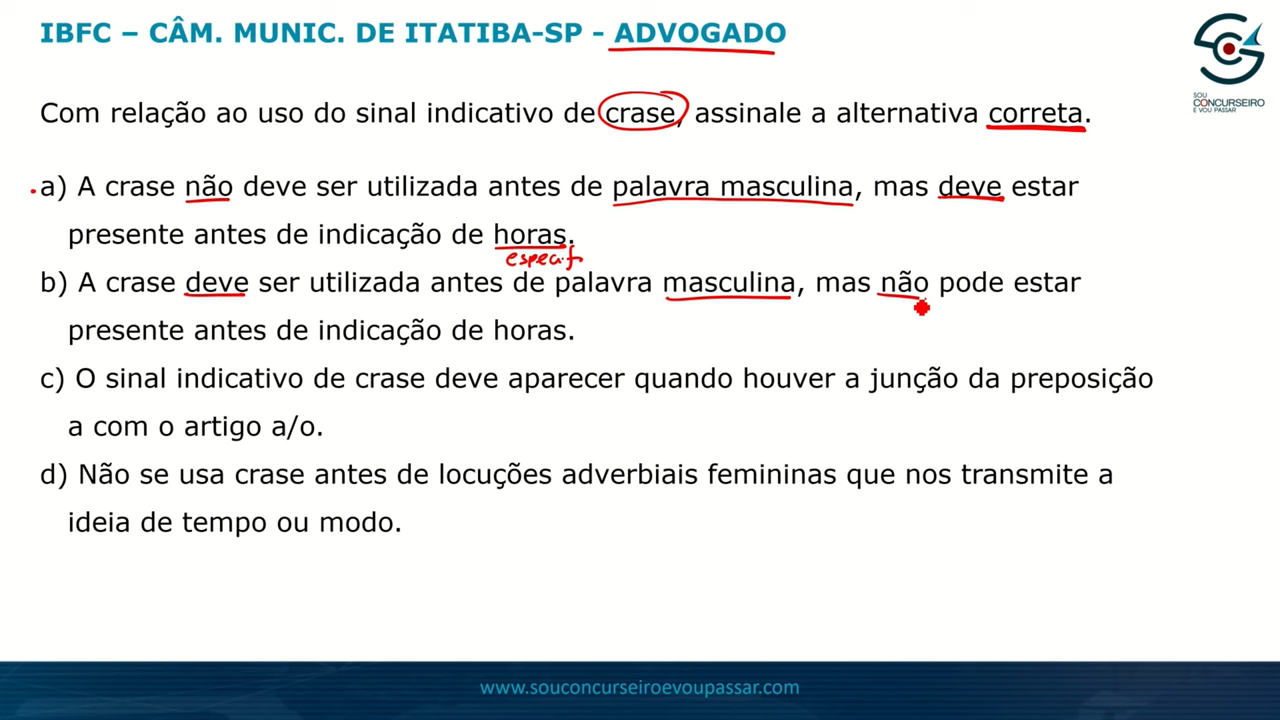 IBFC – CÂM. MUNIC. DE ITATIBA-SP - ADVOGADO
SOU
CONCURSEIRO
E VOU PASSAR
Com relação ao uso do sinal indicativo de crase, assinale a alternativa correta.
a) A crase não deve ser utilizada antes de palavra masculina, mas deve estar
presente antes de indicação de horas.
especif
b) A crase deve ser utilizada antes de palavra masculina, mas não pode estar
presente antes de indicação de horas.
c) O sinal indicativo de crase deve aparecer quando houver a junção da preposição
a com o artigo a/o.
d) Não se usa crase antes de locuções adverbiais femininas que nos transmite a
ideia de tempo ou modo.
www.souconcurseiroevoupassar.com